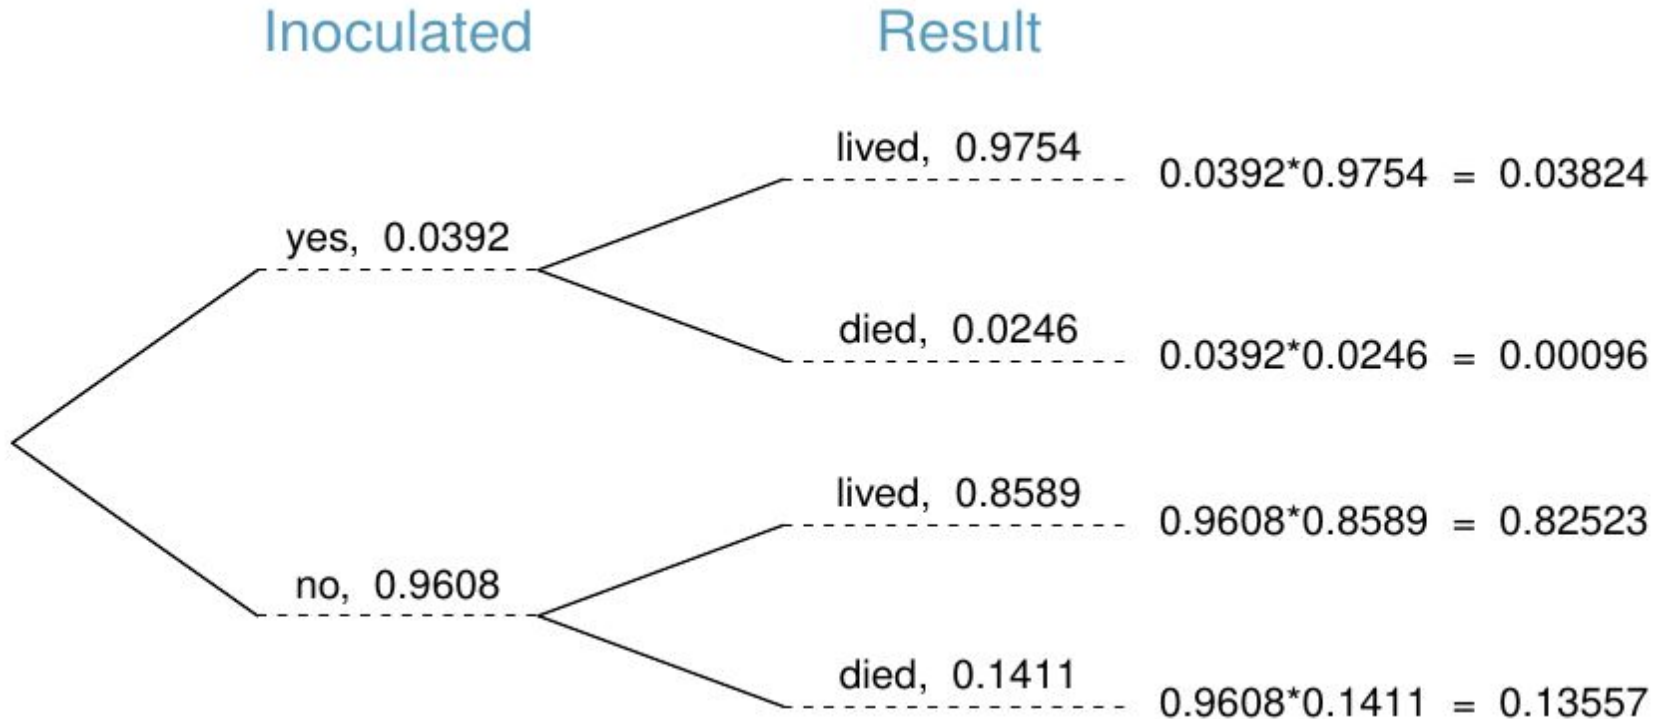 Inoculated
Result
lived, 0.9754
0.0392*0.9754 = 0.03824
yes, 0.0392
died, 0.0246
0.0392*0.0246 = 0.00096
lived, 0.8589
0.9608*0.8589 = 0.82523
no, 0.9608
died, 0.1411
0.9608*0.1411 = 0.13557